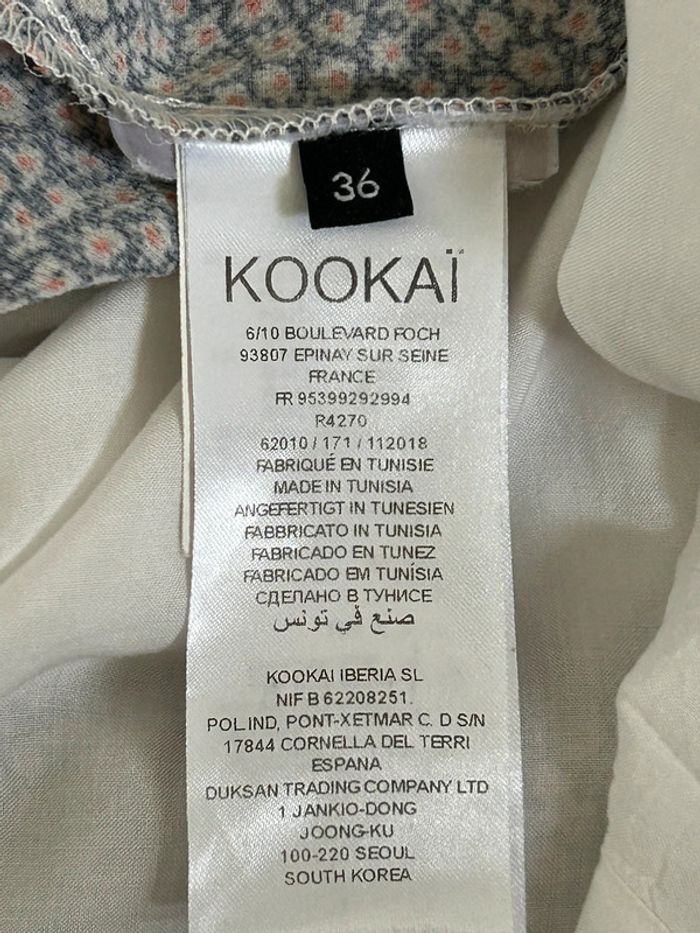 36
KOOKAÏ
6/10 BOULEVARD FOCH
93807 EPINAY SUR SEINE
FRANCE
FR 95399292994
R4270
62010 / 171 / 112018
FABRIQUÉ EN TUNISIE
MADE IN TUNISIA
ANGEFERTIGT IN TUNESIEN
FABBRICATO IN TUNISIA
FABRICADO EN TUNEZ
FABRICADO EM TUNÍSIA
СДЕЛАНО В ТУНИСЕ
صنع في تونس
KOOKAI IBERIA SL
NIF B 62208251.
POL.IND, PONT-XETMAR C. D S/N
17844 CORNELLA DEL TERRI
ESPANA
DUKSAN TRADING COMPANY LTD
1 JANKIO-DONG
JOONG-KU
100-220 SEOUL
SOUTH KOREA